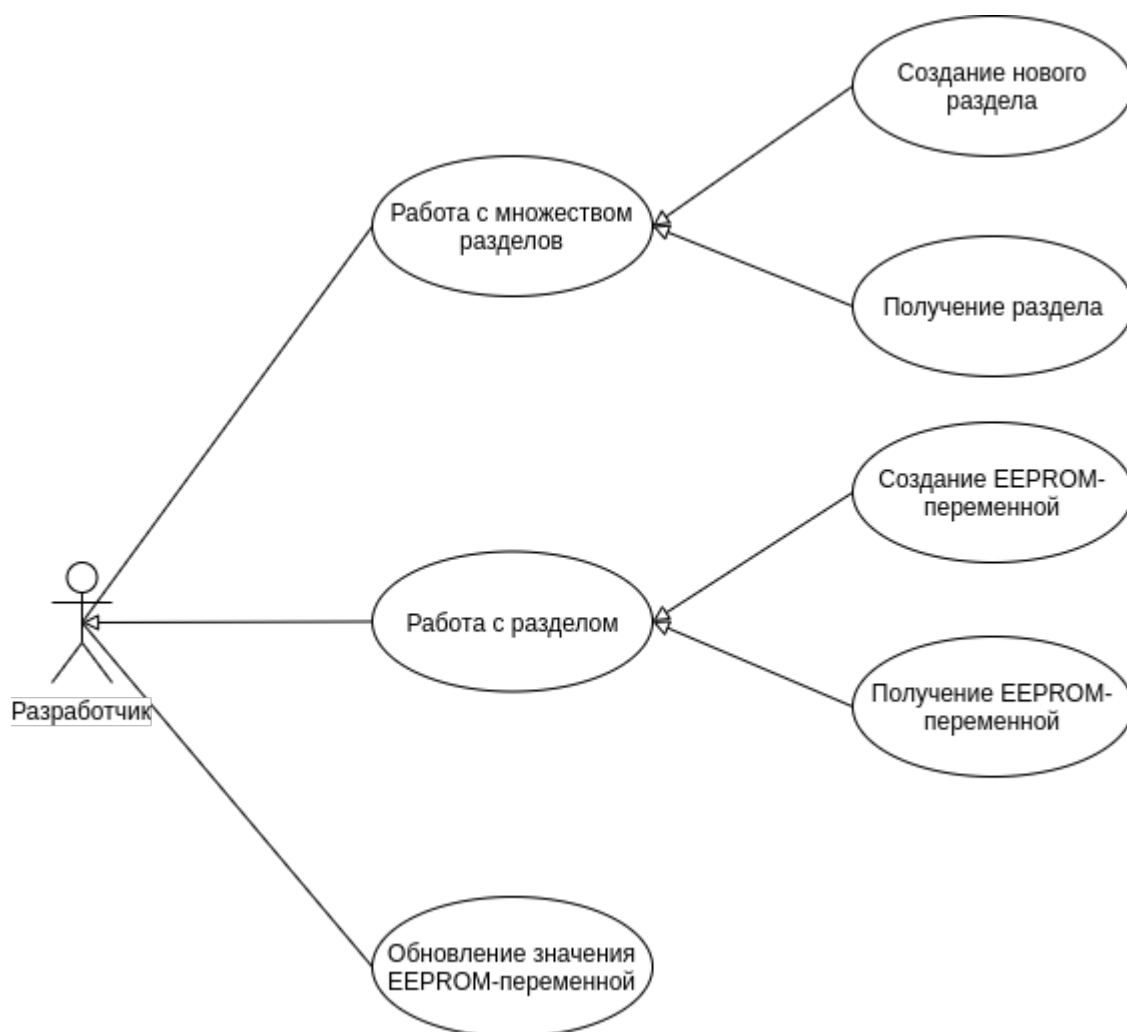 Создание нового
раздела
Работа с множеством
разделов
Получение раздела
Создание EEPROM-
переменной
Работа с разделом
Получение EEPROM-
переменной
Разработчик
Обновление значения
EEPROM-переменной